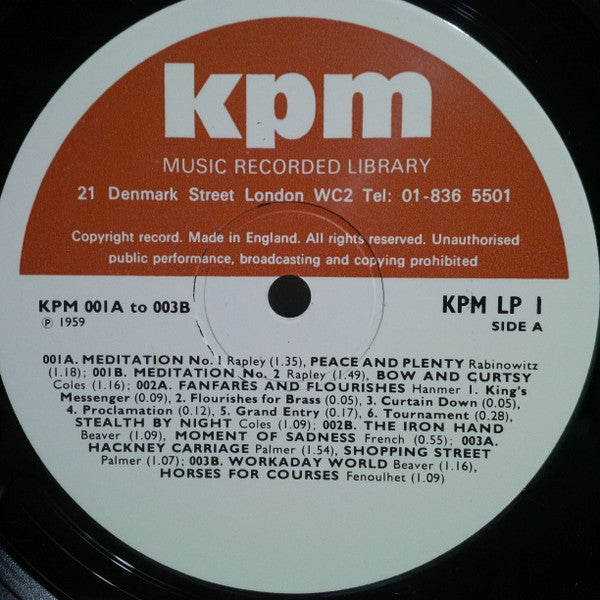 kpm
MUSIC RECORDED LIBRARY
21 Denmark Street London WC2 Tel: 01-836 5501
Copyright record. Made in England. All rights reserved. Unauthorised
public performance, broadcasting and copying prohibited
KPM 001A to 003B
KPM LP 1
℗ 1959
SIDE A
001A. MEDITATION No. 1 Rapley (1.35), PEACE AND PLENTY Rabinowitz
(1.18); 001B. MEDITATION No. 2 Rapley (1.49), BOW AND CURTSY
Coles (1.16); 002A. FANFARES AND FLOURISHES Hanmer 1. King's
Messenger (0.09), 2. Flourishes for Brass (0.05), 3. Curtain Down (0.05),
4. Proclamation (0.12), 5. Grand Entry (0.17), 6. Tournament (0.28),
STEALTH BY NIGHT Coles (1.09); 002B. THE IRON HAND
Beaver (1.09), MOMENT OF SADNESS French (0.55); 003A.
HACKNEY CARRIAGE Palmer (1.54), SHOPPING STREET
Palmer (1.07); 003B. WORKADAY WORLD Beaver (1.16),
HORSES FOR COURSES Fenoulhet (1.09)